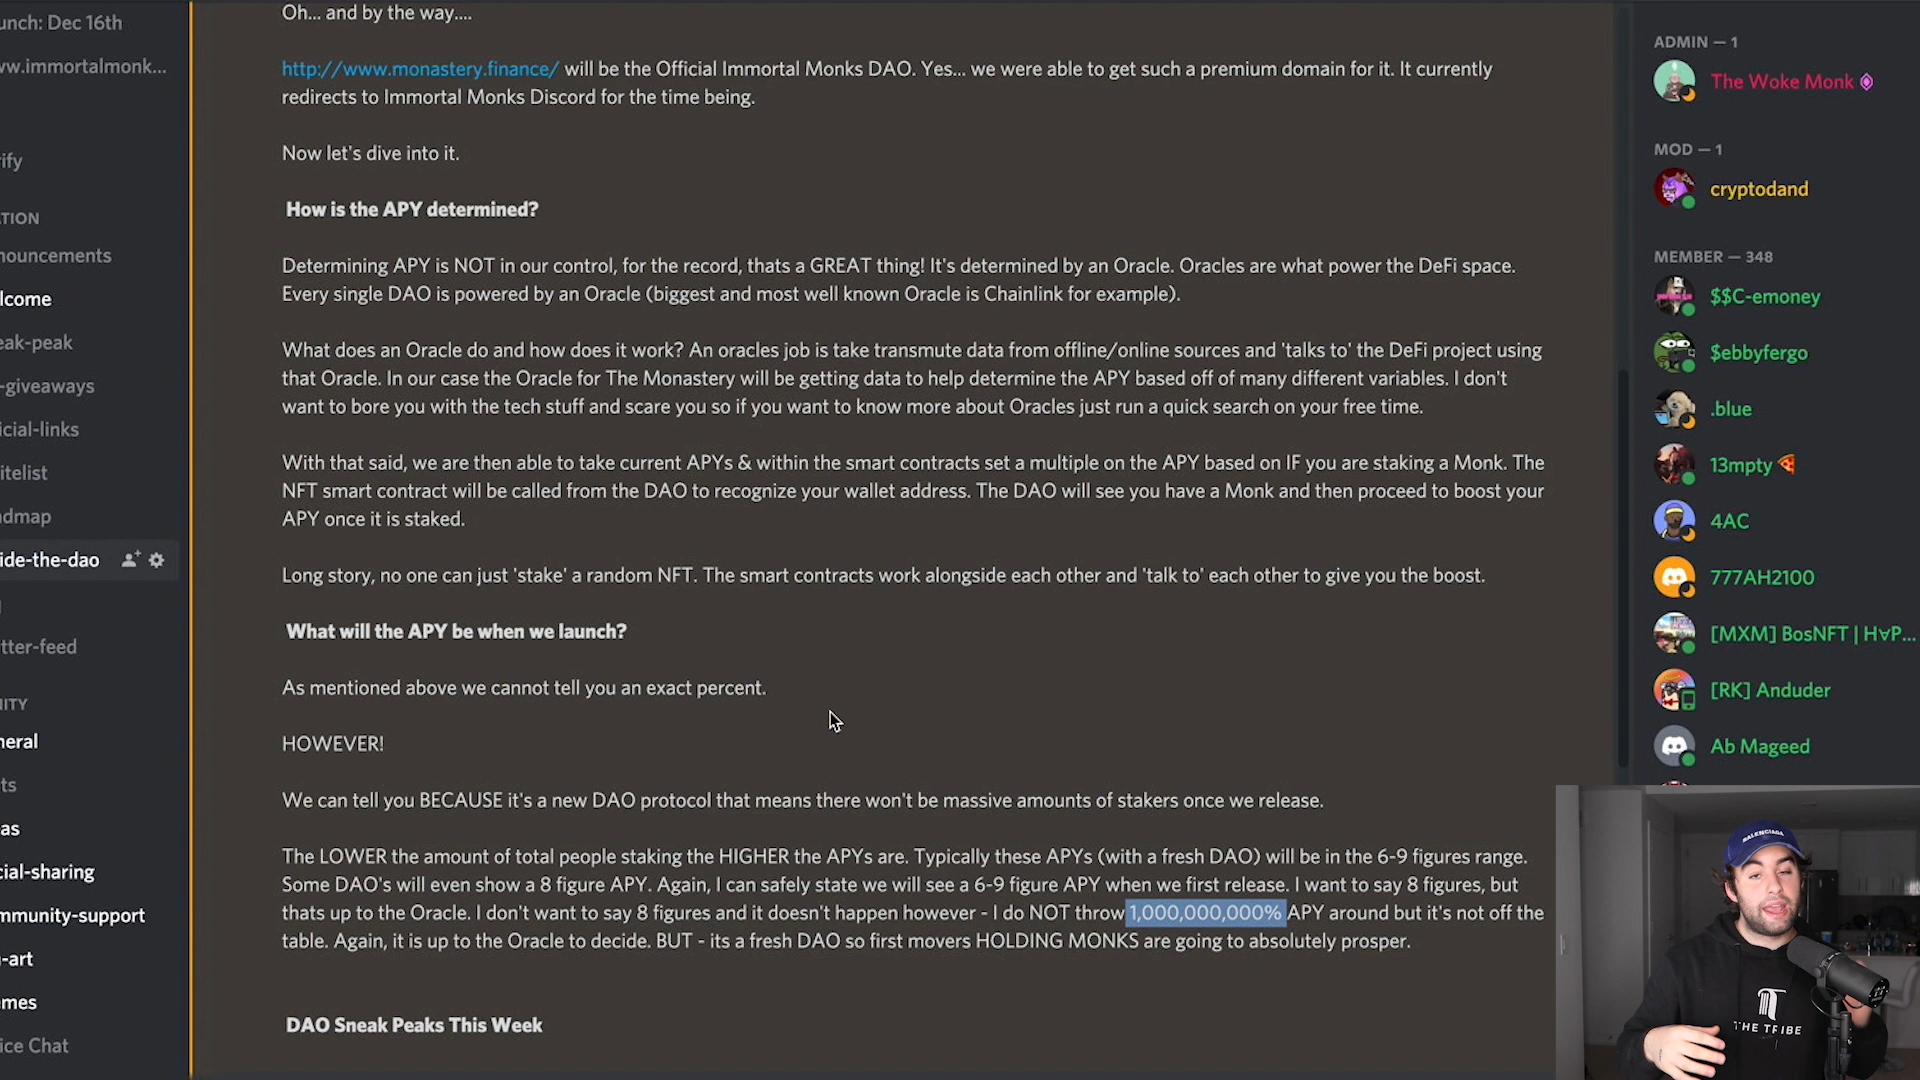 unch: Dec 16th
ww.immortalmonk...
rify
TION
nouncements
lcome
eak-peak
-giveaways
icial-links
itelist
admap
ide-the-dao
tter-feed
NITY
neral
ts
as
cial-sharing
mmunity-support
-art
emes
ice Chat
Oh... and by the way....
http://www.monastery.finance/ will be the Official Immortal Monks DAO. Yes... we were able to get such a premium domain for it. It currently
redirects to Immortal Monks Discord for the time being.
Now let's dive into it.
How is the APY determined?
Determining APY is NOT in our control, for the record, thats a GREAT thing! It's determined by an Oracle. Oracles are what power the DeFi space.
Every single DAO is powered by an Oracle (biggest and most well known Oracle is Chainlink for example).
What does an Oracle do and how does it work? An oracles job is take transmute data from offline/online sources and 'talks to' the DeFi project using
that Oracle. In our case the Oracle for The Monastery will be getting data to help determine the APY based off of many different variables. I don't
want to bore you with the tech stuff and scare you so if you want to know more about Oracles just run a quick search on your free time.
With that said, we are then able to take current APYs & within the smart contracts set a multiple on the APY based on IF you are staking a Monk. The
NFT smart contract will be called from the DAO to recognize your wallet address. The DAO will see you have a Monk and then proceed to boost your
APY once it is staked.
Long story, no one can just 'stake' a random NFT. The smart contracts work alongside each other and 'talk to' each other to give you the boost.
What will the APY be when we launch?
As mentioned above we cannot tell you an exact percent.
HOWEVER!
We can tell you BECAUSE it's a new DAO protocol that means there won't be massive amounts of stakers once we release.
The LOWER the amount of total people staking the HIGHER the APYs are. Typically these APYs (with a fresh DAO) will be in the 6-9 figures range.
Some DAO's will even show a 8 figure APY. Again, I can safely state we will see a 6-9 figure APY when we first release. I want to say 8 figures, but
thats up to the Oracle. I don't want to say 8 figures and it doesn't happen however - I do NOT throw 1,000,000,000% APY around but it's not off the
table. Again, it is up to the Oracle to decide. BUT - its a fresh DAO so first movers HOLDING MONKS are going to absolutely prosper.
DAO Sneak Peaks This Week
ADMIN — 1
The Woke Monk
MOD — 1
cryptodand
MEMBER — 348
$$C-emoney
$ebbyfergo
.blue
13mpty
4AC
777AH2100
[MXM] BosNFT | H∀P...
[RK] Anduder
Ab Mageed
BALENCIAGA
THE TRIBE